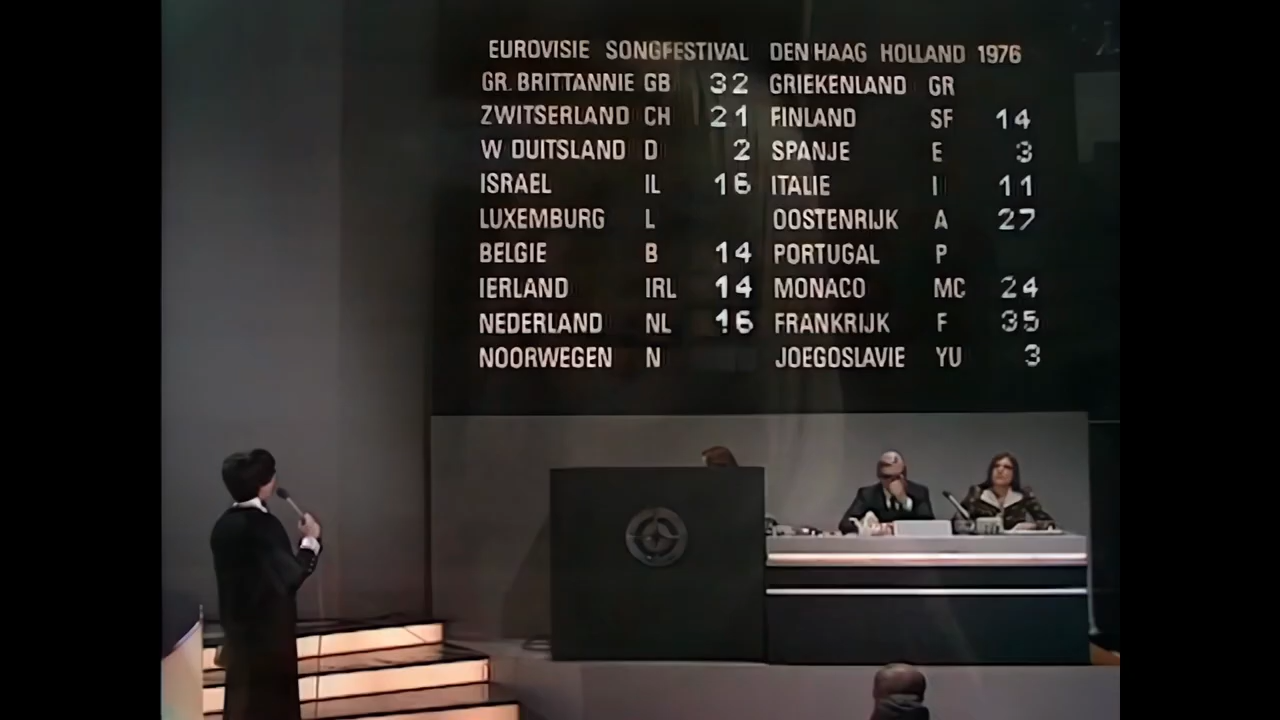 EUROVISIE SONGFESTIVAL DEN HAAG HOLLAND 1976
GR. BRITTANNIE GB 32 GRIEKENLAND GR
ZWITSERLAND CH 21 FINLAND SF 14
W DUITSLAND D 2 SPANJE E 3
ISRAEL IL 16 ITALIE I 11
LUXEMBURG L OOSTENRIJK A 27
BELGIE B 14 PORTUGAL P
IERLAND IRL 14 MONACO MC 24
NEDERLAND NL 16 FRANKRIJK F 35
NOORWEGEN N JOEGOSLAVIE YU 3